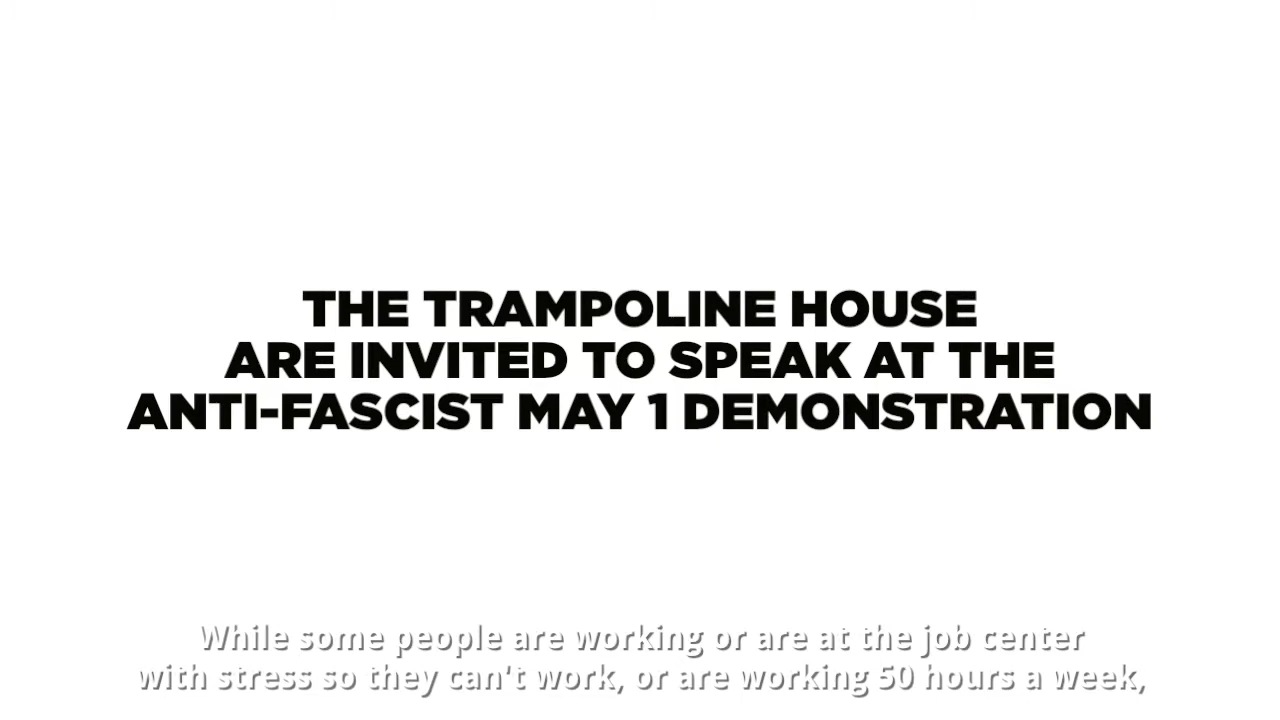 THE TRAMPOLINE HOUSE
ARE INVITED TO SPEAK AT THE
ANTI-FASCIST MAY 1 DEMONSTRATION
While some people are working or are at the job center
with stress so they can't work, or are working 50 hours a week,